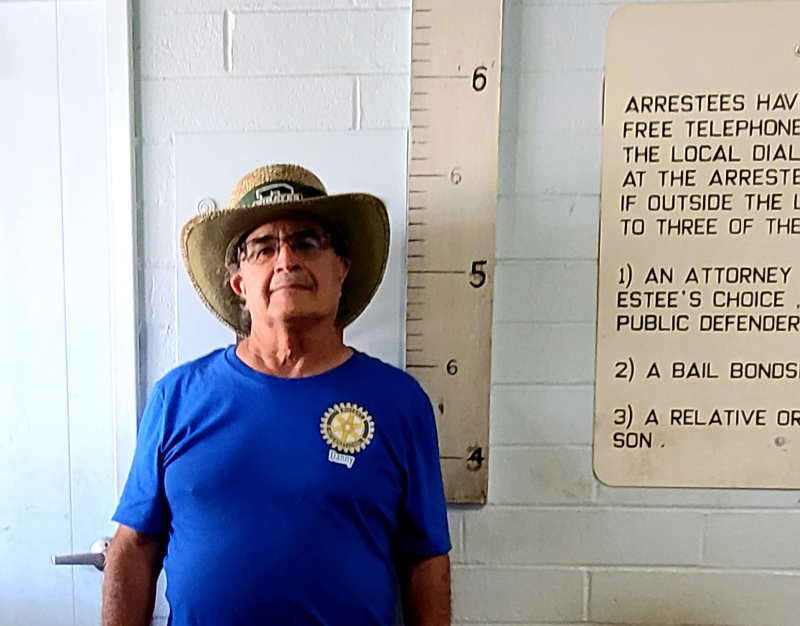 6'
6
5
6
4
ARRESTEES HAV
FREE TELEPHONE
THE LOCAL DIAL
AT THE ARRESTE
IF OUTSIDE THE L
TO THREE OF THE
1) AN ATTORNEY
ESTEE'S CHOICE .
PUBLIC DEFENDER
2) A BAIL BONDS
3) A RELATIVE OR
SON .
Danny